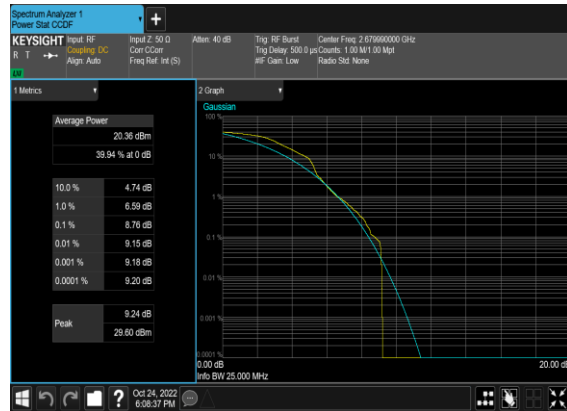 Spectrum Analyzer 1
Power Stat CCDF
KEYSIGHT
R T
Input: RF
Coupling: DC
Align: Auto
Input Z: 50 Ω
Corr CCorr
Freq Ref: Int (S)
Atten: 40 dB
Trig: RF Burst
Trig Delay: 500.0 µs
#IF Gain: Low
Center Freq: 2.679990000 GHz
Counts: 1.00 M/1.00 Mpt
Radio Std: None
1 Metrics
Average Power
20.36 dBm
39.94 % at 0 dB
10.0 % 4.74 dB
1.0 % 6.59 dB
0.1 % 8.76 dB
0.01 % 9.15 dB
0.001 % 9.18 dB
0.0001 % 9.20 dB
Peak
9.24 dB
29.60 dBm
2 Graph
Gaussian
100 %
10 %
1 %
0.1 %
0.01 %
0.001 %
0.0001 %
0.00 dB
20.00 dB
Info BW 25.000 MHz
?
Oct 24, 2022
6:08:37 PM